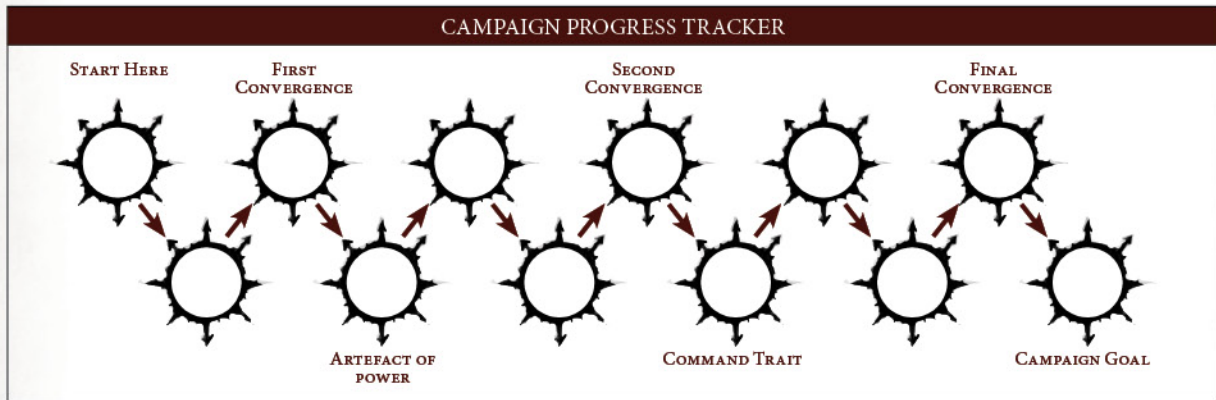 CAMPAIGN PROGRESS TRACKER
START HERE
FIRST
CONVERGENCE
SECOND
CONVERGENCE
FINAL
CONVERGENCE
ARTEFACT OF
POWER
COMMAND TRAIT
CAMPAIGN GOAL